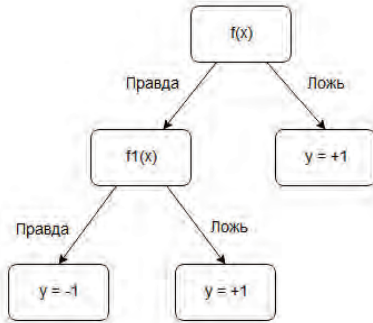 f(x)
Правда
Ложь
f1(x)
y = +1
Правда
Ложь
y = -1
y = +1